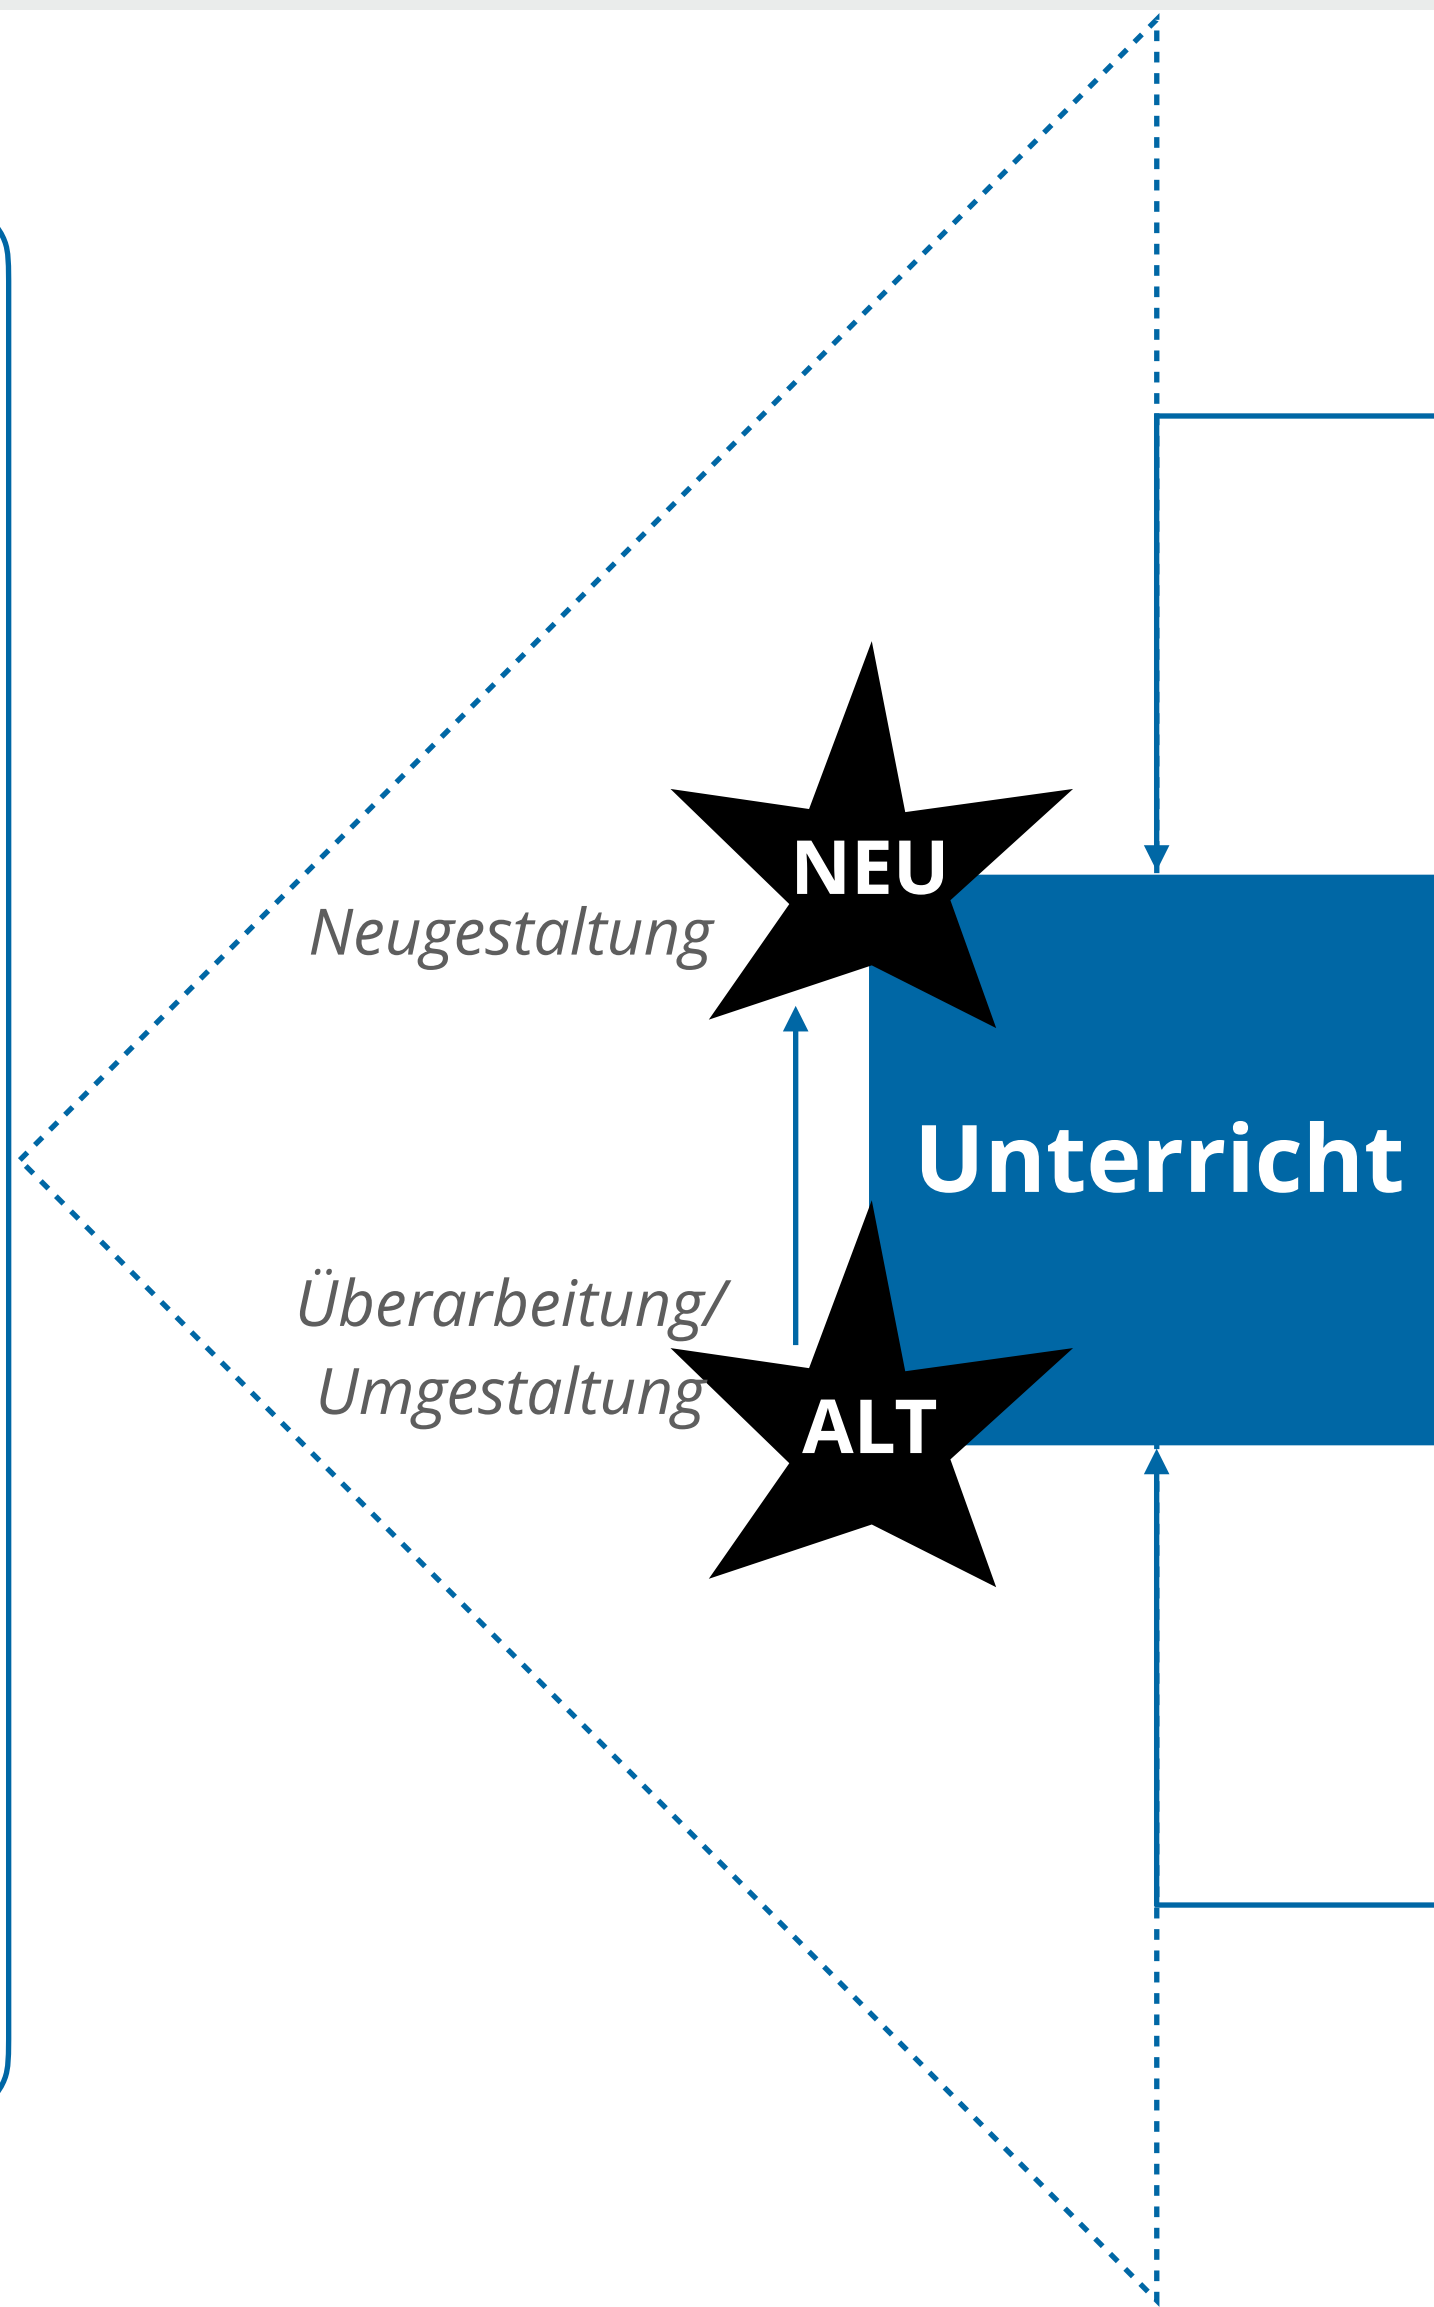 NEU
Neugestaltung
Unterricht
Überarbeitung/
Umgestaltung
ALT